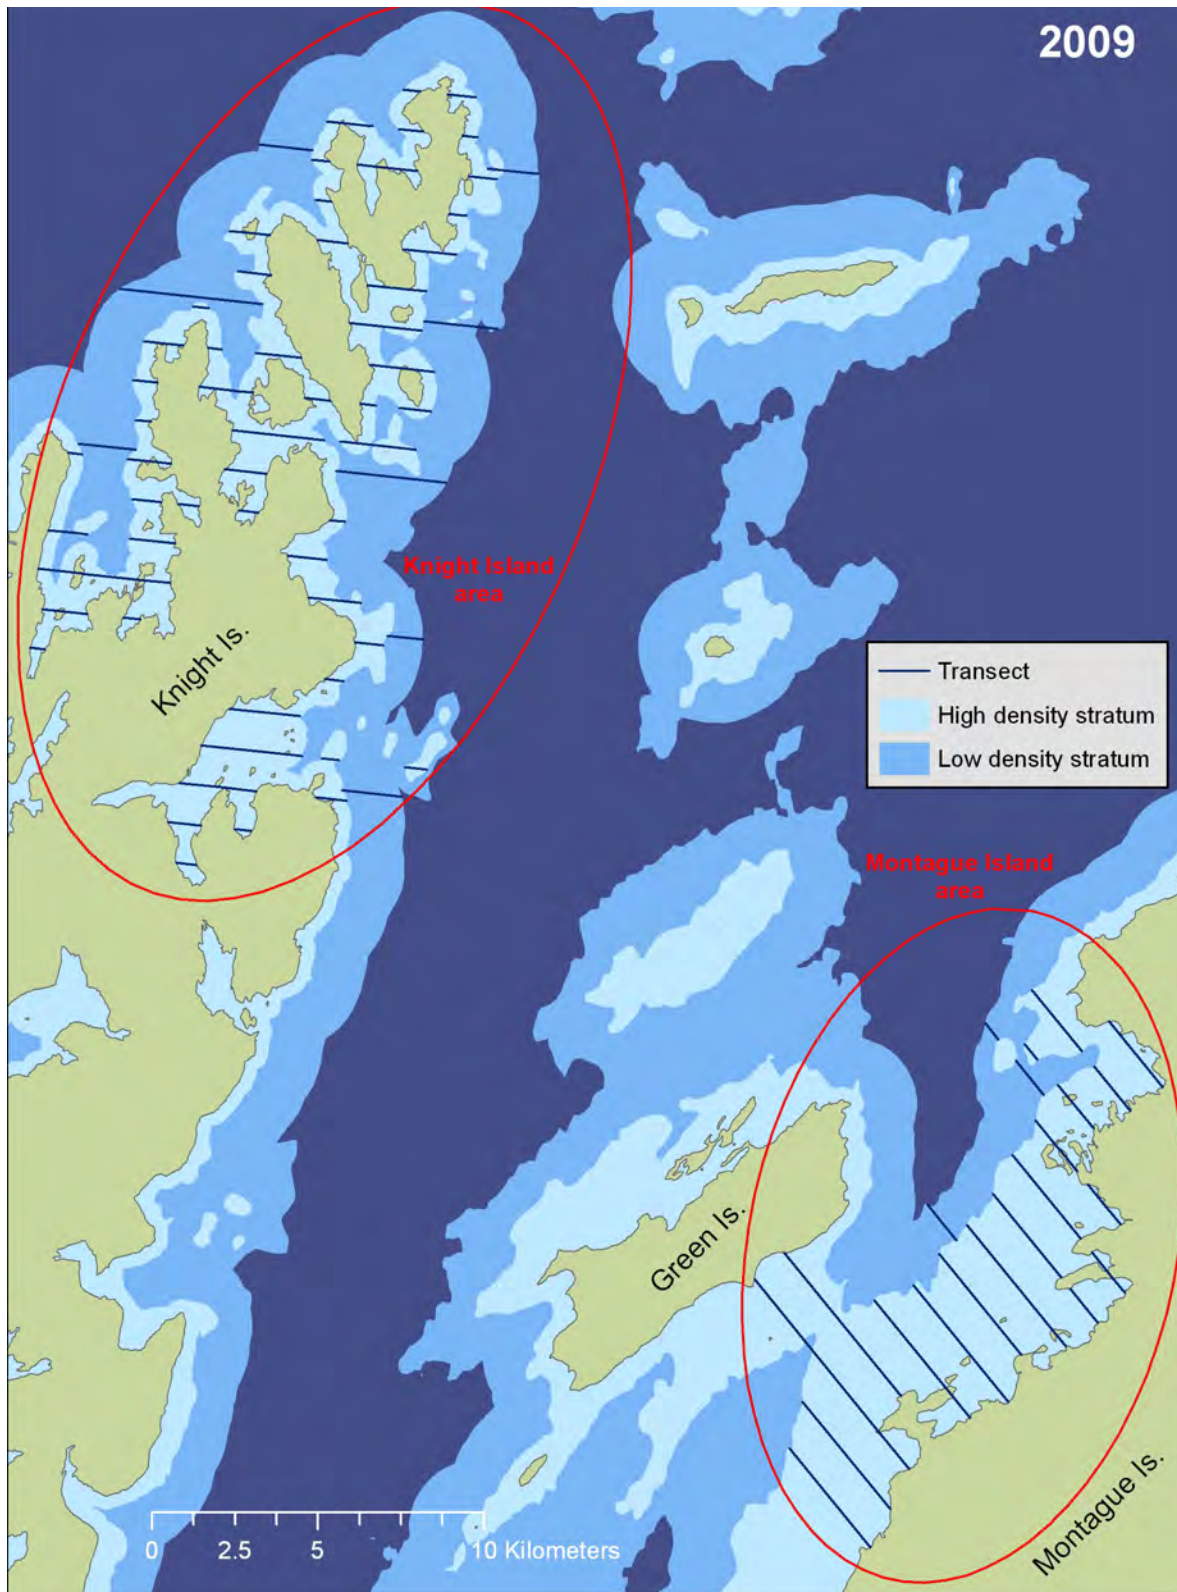 2009
Knight Island
area
Knight Is.
Transect
High density stratum
Low density stratum
Montague Island
area
Green Is.
Montague Is.
0 2.5 5 10 Kilometers